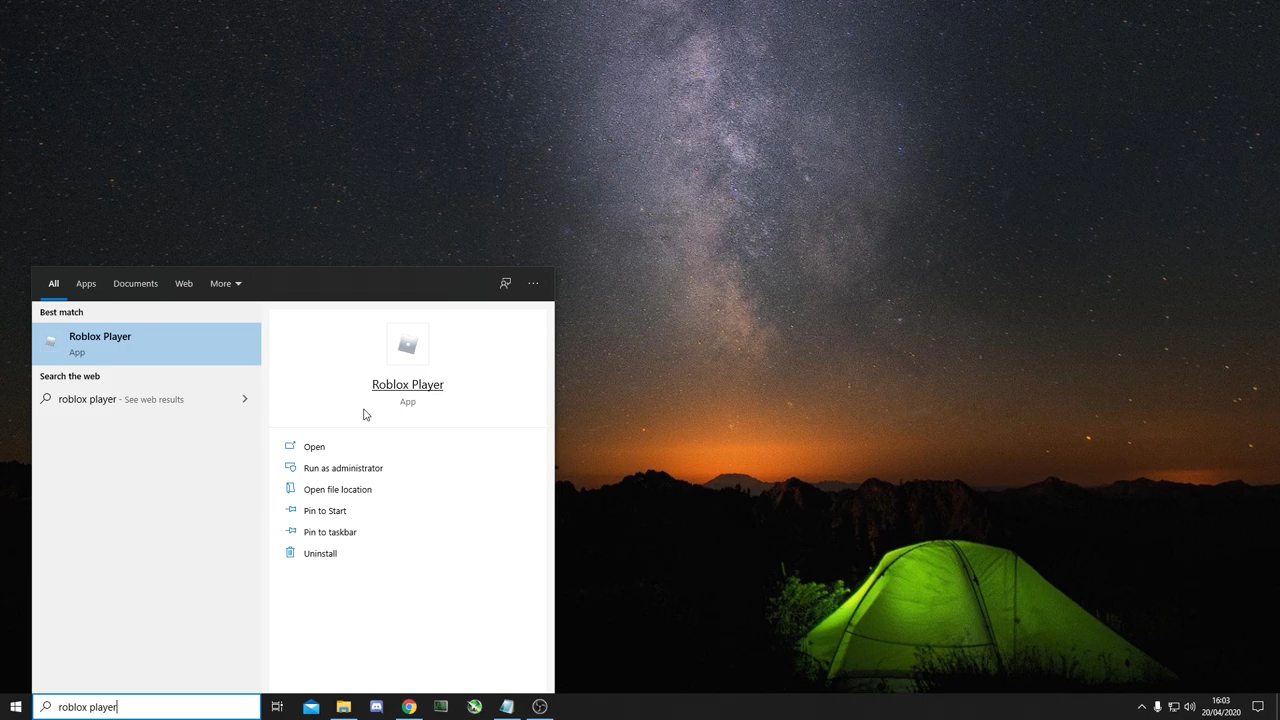 All Apps Documents Web More
Best match
Roblox Player
App
Search the web
roblox player - See web results
Roblox Player
App
Open
Run as administrator
Open file location
Pin to Start
Pin to taskbar
Uninstall
roblox player
16:03
20/04/2020